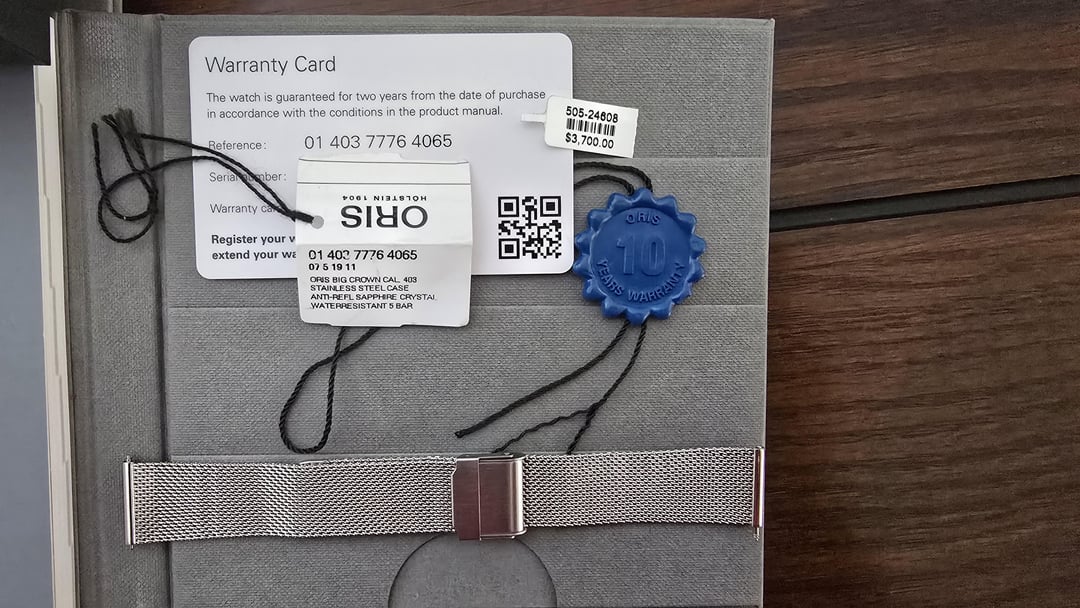 Warranty Card
The watch is guaranteed for two years from the date of purchase
in accordance with the conditions in the product manual.
Reference: 01 403 7776 4065
Serial number:
Warranty
Register your
extend your
505-24608
$3,700.00
ORIS
HÖLSTEIN 1904
01 403 7776 4065
07 5 19 11
ORIS BIG CROWN CAL. 403
STAINLESS STEEL CASE
ANTI-REFL SAPPHIRE CRYSTAL
WATERRESISTANT 5 BAR
ORIS
10
YEARS WARRANTY